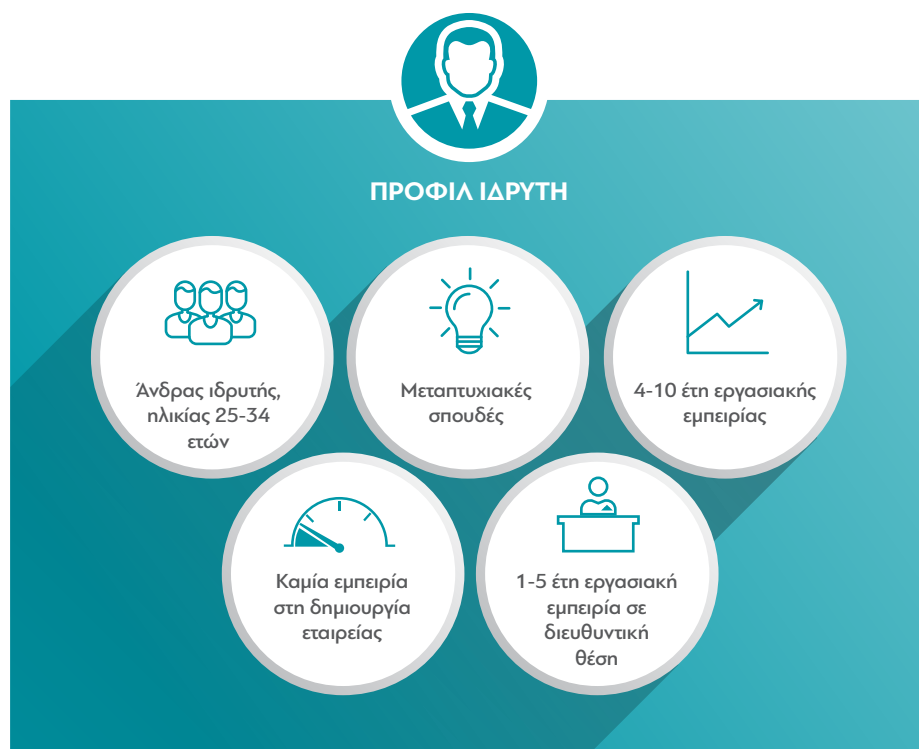 ΠΡΟΦΙΛ ΙΔΡΥΤΗ
Άνδρας ιδρυτής,
ηλικίας 25-34
ετών
Μεταπτυχιακές
σπουδές
4-10 έτη εργασιακής
εμπειρίας
Καμία εμπειρία
στη δημιουργία
εταιρείας
1-5 έτη εργασιακή
εμπειρία σε
διευθυντική
θέση